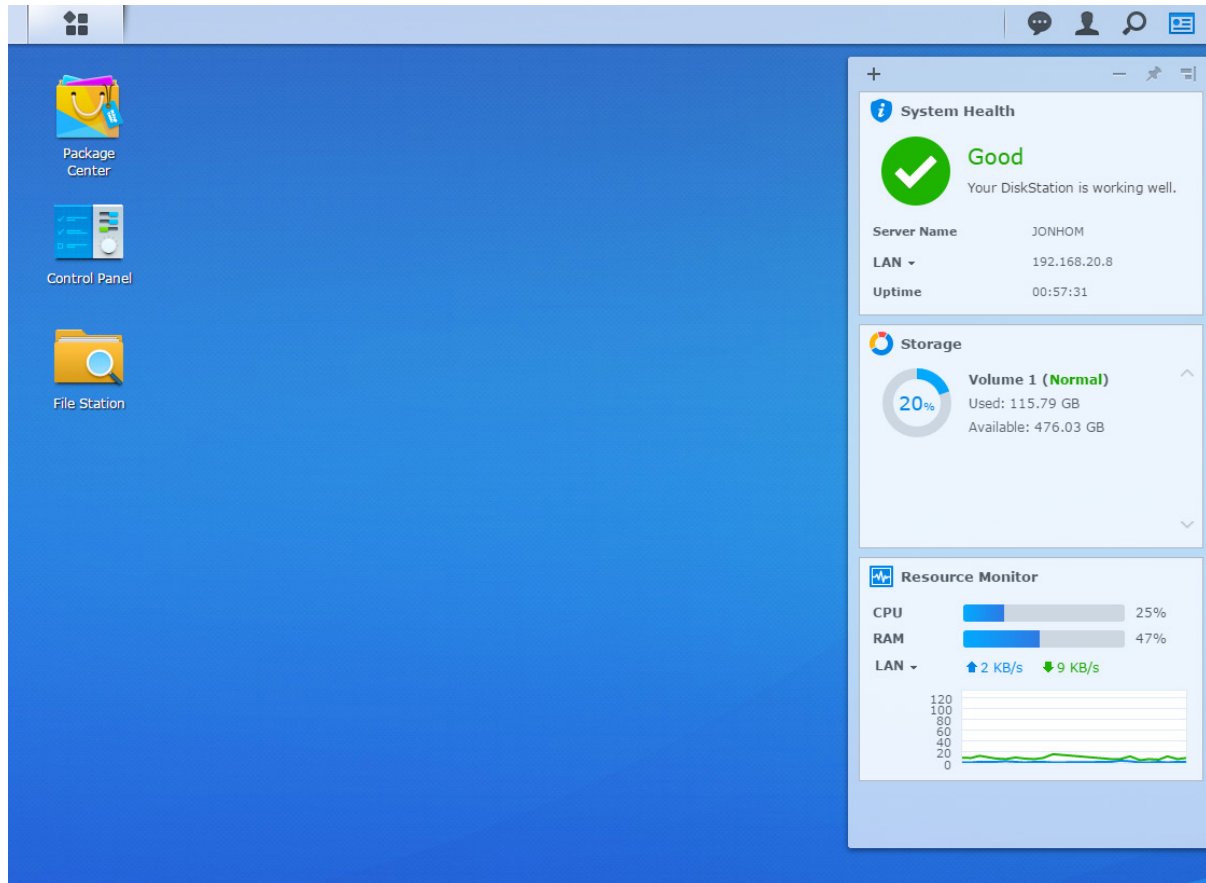 Package
Center
Control Panel
File Station
System Health
Good
Your DiskStation is working well.
Server Name JONHOM
LAN 192.168.20.8
Uptime 00:57:31
Storage
20%
Volume 1 (Normal)
Used: 115.79 GB
Available: 476.03 GB
Resource Monitor
CPU 25%
RAM 47%
LAN 2 KB/s 9 KB/s
120
100
80
60
40
20
0